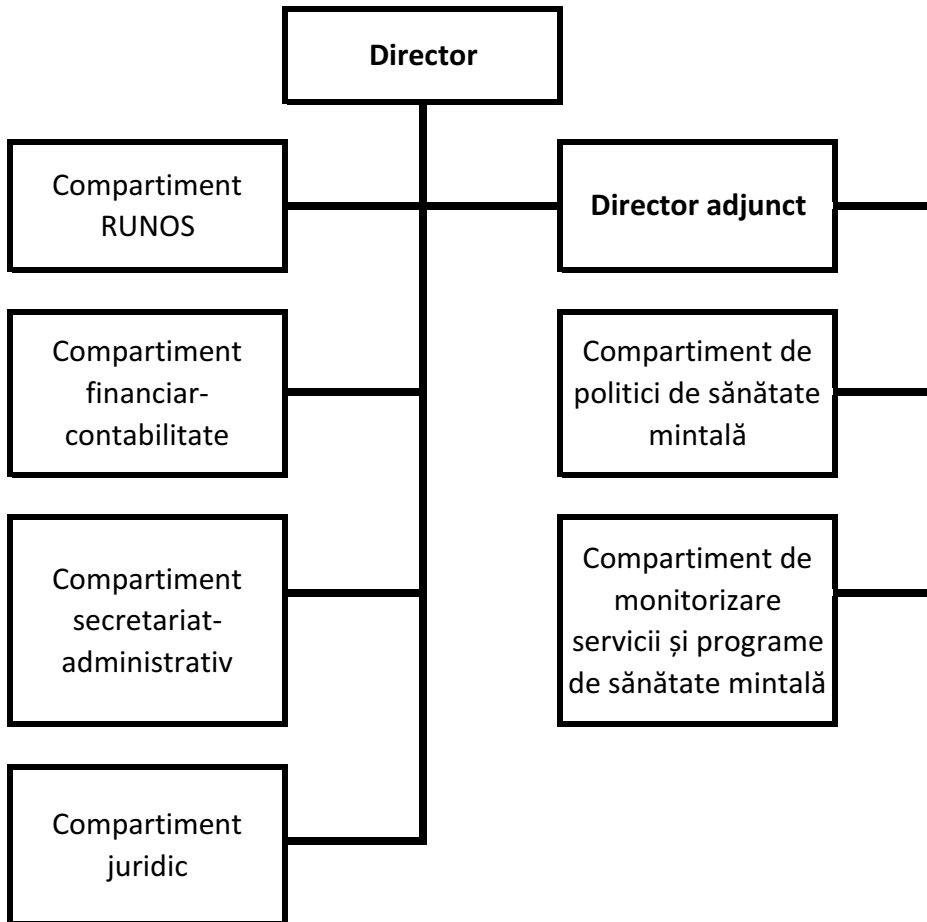 Director
Compartiment
RUNOS
Director adjunct
Compartiment
financiar-
contabilitate
Compartiment de
politici de sănătate
mintală
Compartiment
secretariat-
administrativ
Compartiment de
monitorizare
servicii și programe
de sănătate mintală
Compartiment
juridic